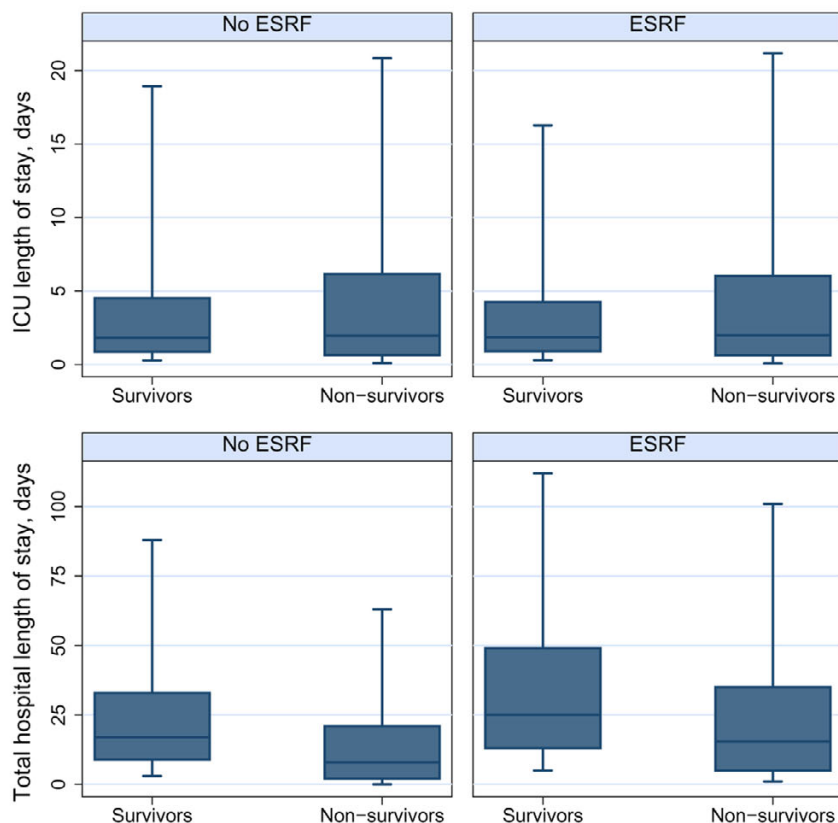 No ESRF
ESRF
ICU length of stay, days
20
15
10
5
0
Survivors
Non-survivors
Survivors
Non-survivors
No ESRF
ESRF
Total hospital length of stay, days
100
75
50
25
0
Survivors
Non-survivors
Survivors
Non-survivors